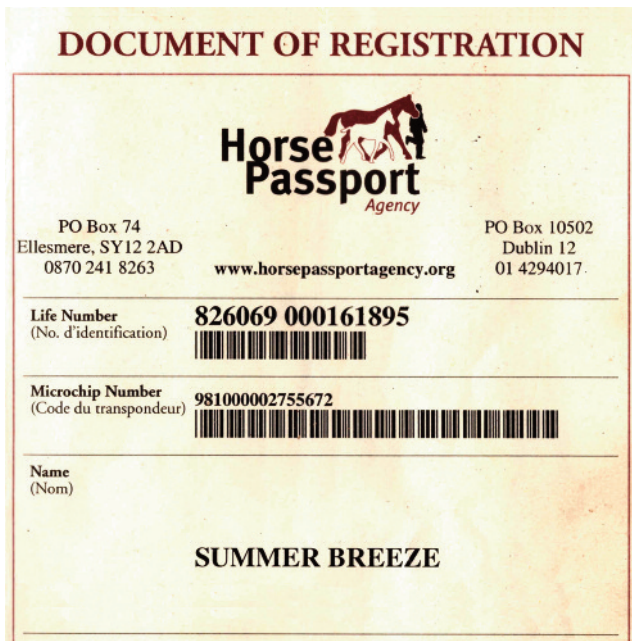 DOCUMENT OF REGISTRATION
Horse
Passport
Agency
PO Box 74
Ellesmere, SY12 2AD
0870 241 8263
www.horsepassportagency.org
PO Box 10502
Dublin 12
01 4294017
Life Number
(No. d'identification)
826069 000161895
Microchip Number
(Code du transpondeur)
981000002755672
Name
(Nom)
SUMMER BREEZE